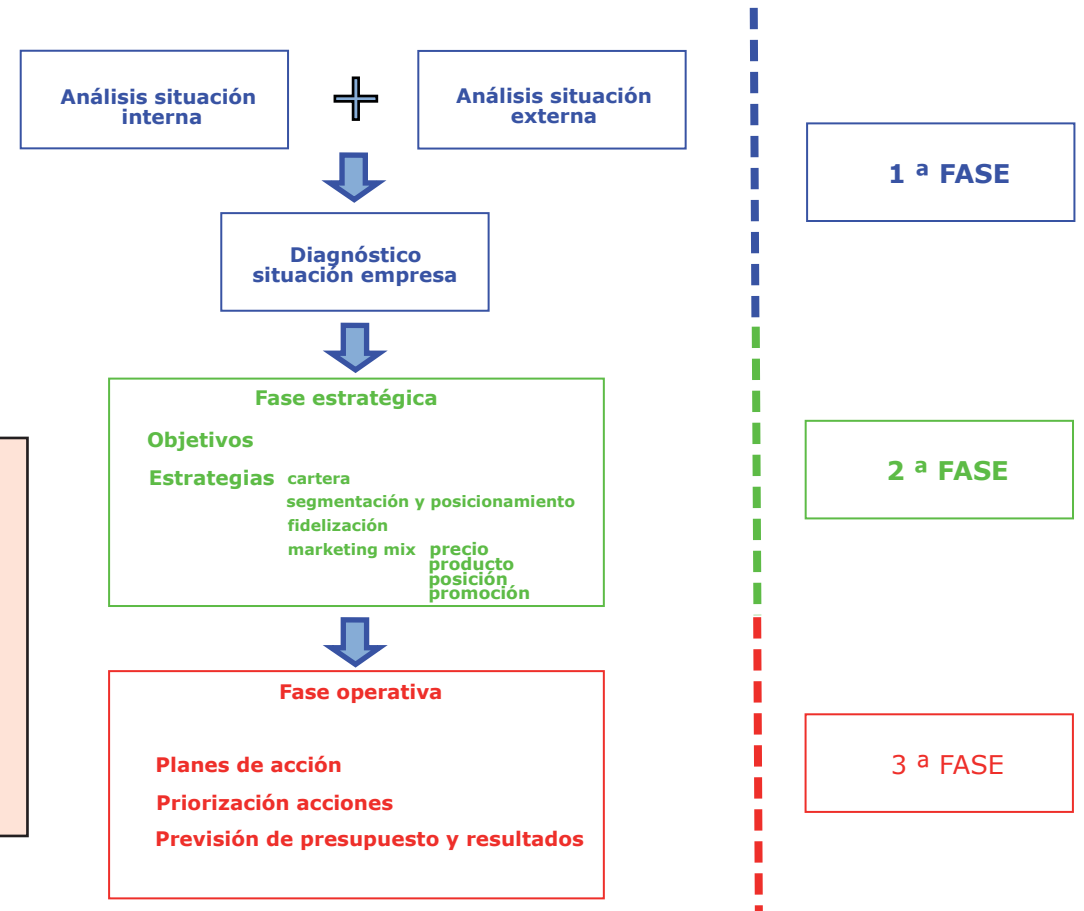 Análisis situación
interna
Análisis situación
externa
1 ª FASE
Diagnóstico
situación empresa
Fase estratégica
Objetivos
Estrategias cartera
segmentación y posicionamiento
fidelización
marketing mix precio
producto
posición
promoción
2 ª FASE
Fase operativa
Planes de acción
Priorización acciones
Previsión de presupuesto y resultados
3 ª FASE